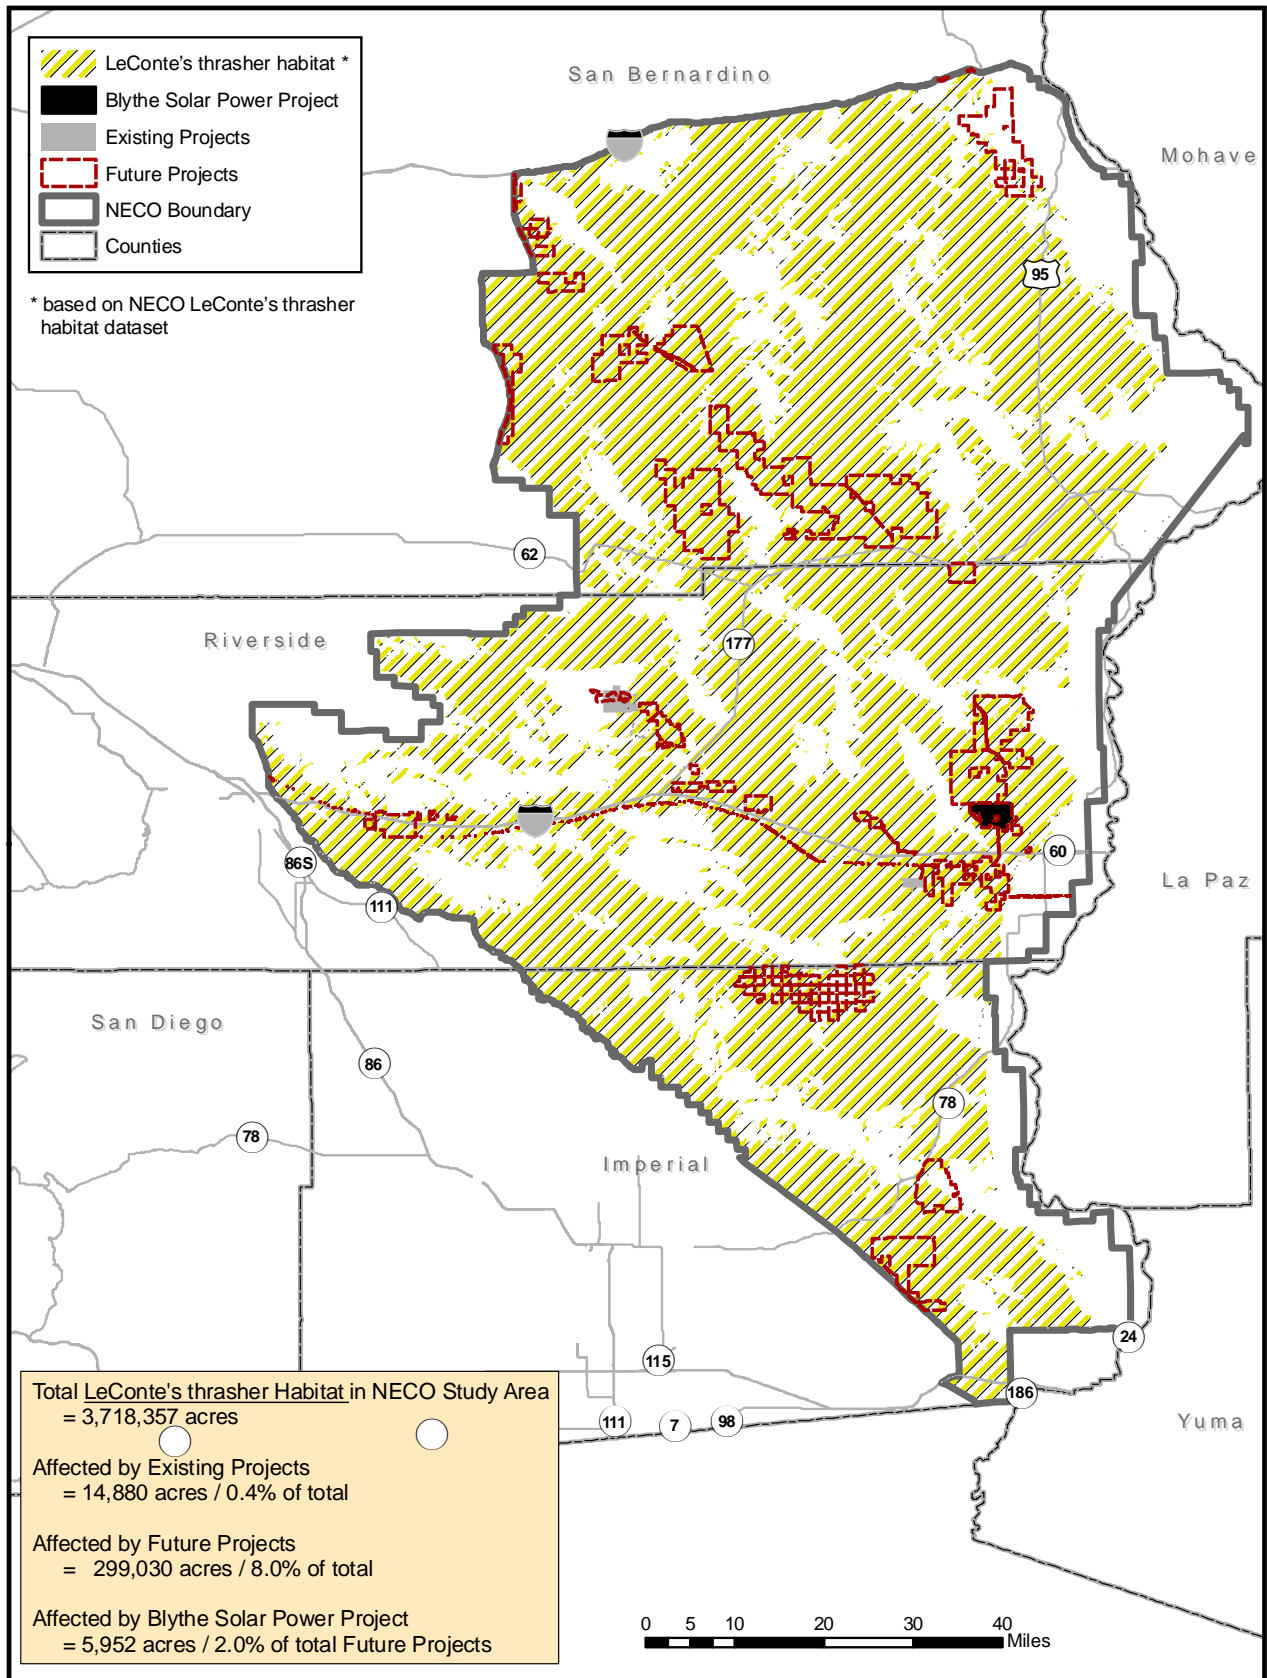 LeConte's thrasher habitat *
Blythe Solar Power Project
Existing Projects
Future Projects
NECO Boundary
Counties
* based on NECO LeConte's thrasher
habitat dataset
San Bernardino
Mohave
95
62
Riverside
177
60
86S
La Paz
111
San Diego
86
78
78
Imperial
24
115
186
111
7
98
Yuma
Total LeConte's thrasher Habitat in NECO Study Area
= 3,718,357 acres
Affected by Existing Projects
= 14,880 acres / 0.4% of total
Affected by Future Projects
= 299,030 acres / 8.0% of total
Affected by Blythe Solar Power Project
= 5,952 acres / 2.0% of total Future Projects
0 5 10 20 30 40
Miles